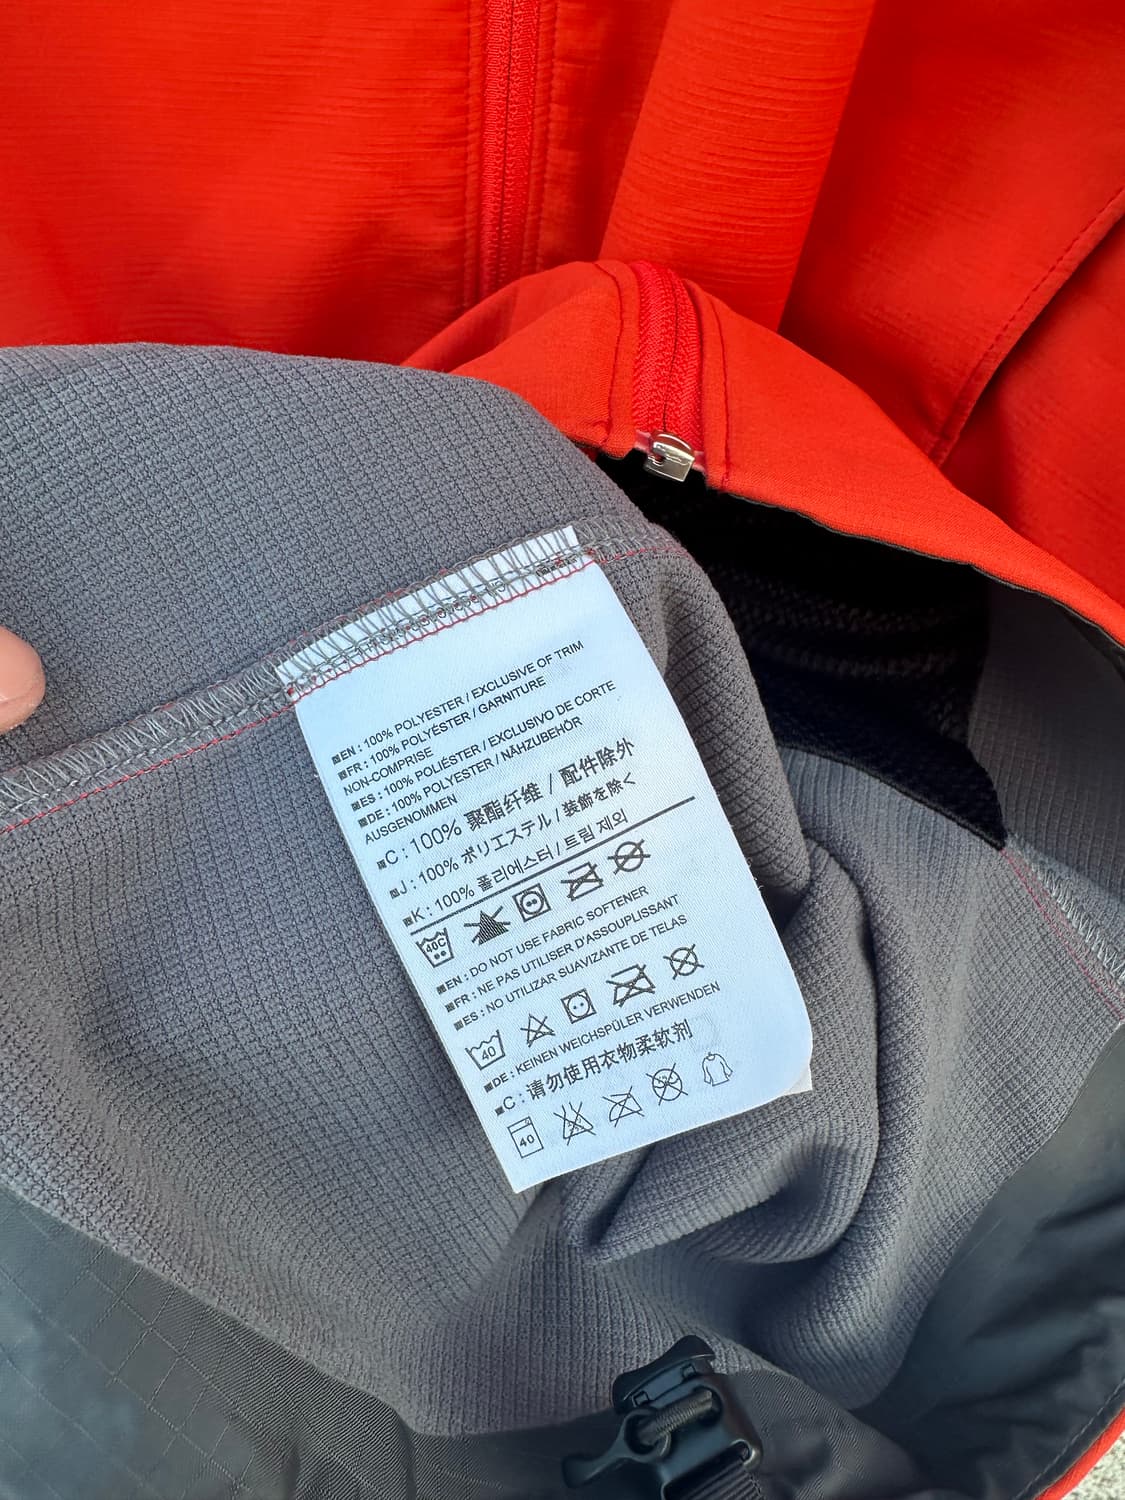 ■EN : 100% POLYESTER / EXCLUSIVE OF TRIM
■FR : 100% POLYÉSTER / GARNITURE
NON-COMPRISE
■ES : 100% POLIÉSTER / EXCLUSIVO DE CORTE
■DE : 100% POLYESTER / NÄHZUBEHÖR
AUSGENOMMEN
■C : 100% 聚酯纤维 / 配件除外
■J : 100% ポリエステル / 装飾を除く
■K : 100% 폴리에스터 / 트림 제외
40C
■EN : DO NOT USE FABRIC SOFTENER
■FR : NE PAS UTILISER D'ASSOUPLISSANT
■ES : NO UTILIZAR SUAVIZANTE DE TELAS
40
■DE : KEINEN WEICHSPÜLER VERWENDEN
■C : 请勿使用衣物柔软剂
40